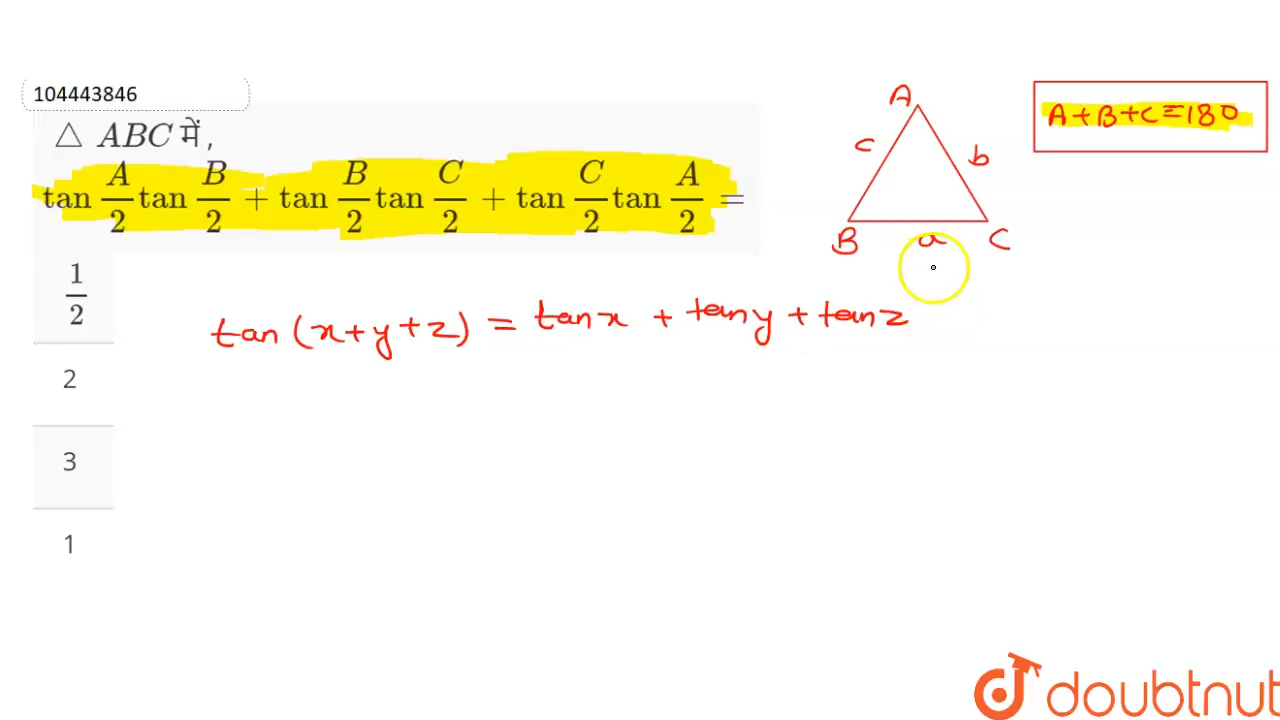 104443846
△ ABC में,
tan A/2 tan B/2 + tan B/2 tan C/2 + tan C/2 tan A/2 =
1/2
2
3
1
A
c
b
B
a
C
A+B+C=180
tan (x+y+z) = tan x + tan y + tan z
doubtnut